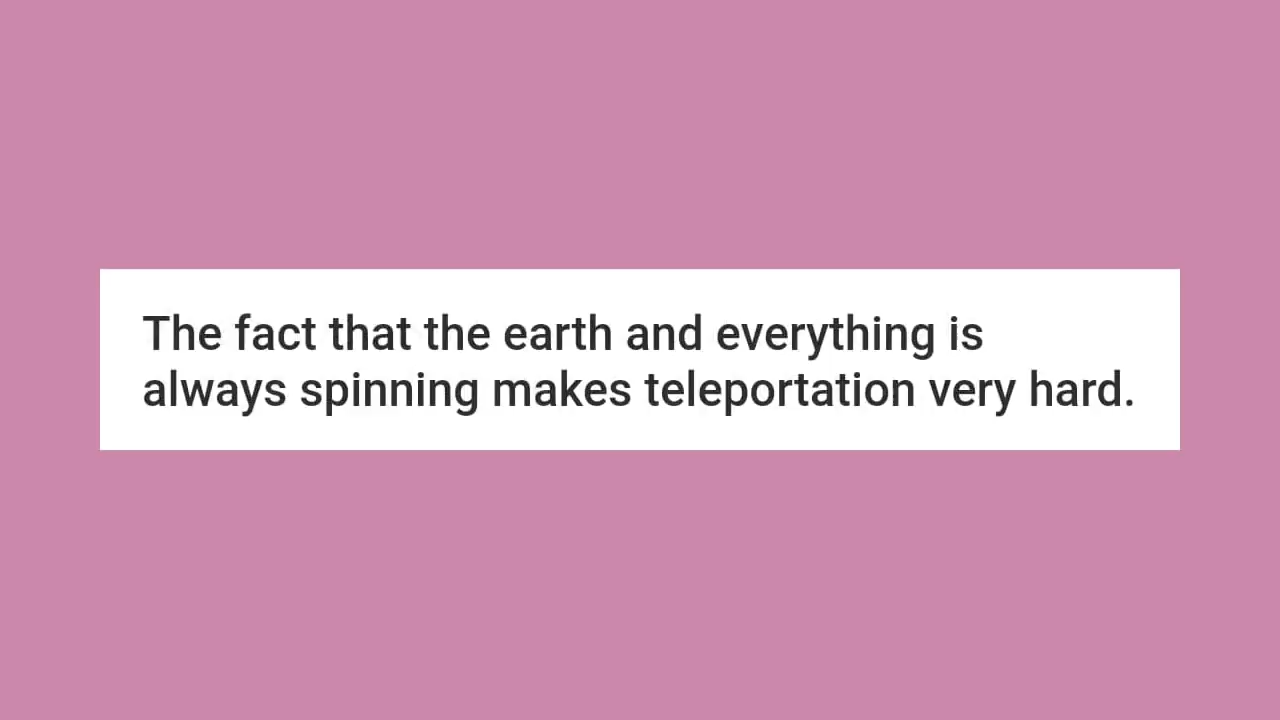 The fact that the earth and everything is
always spinning makes teleportation very hard.